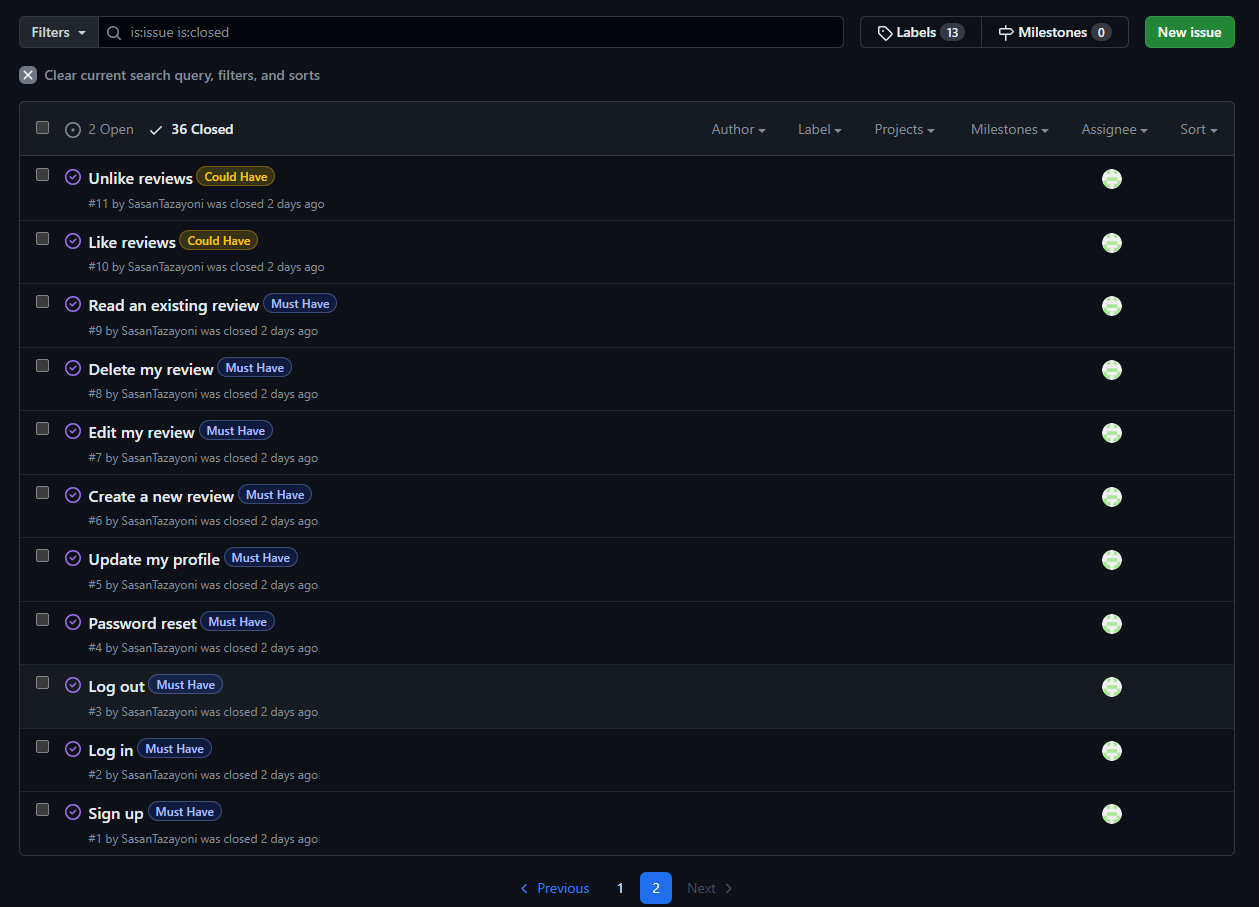 Filters is:issue is:closed Labels 13 Milestones 0 New issue
Clear current search query, filters, and sorts
2 Open 36 Closed Author Label Projects Milestones Assignee Sort
Unlike reviews Could Have
#11 by SasanTazayoni was closed 2 days ago
Like reviews Could Have
#10 by SasanTazayoni was closed 2 days ago
Read an existing review Must Have
#9 by SasanTazayoni was closed 2 days ago
Delete my review Must Have
#8 by SasanTazayoni was closed 2 days ago
Edit my review Must Have
#7 by SasanTazayoni was closed 2 days ago
Create a new review Must Have
#6 by SasanTazayoni was closed 2 days ago
Update my profile Must Have
#5 by SasanTazayoni was closed 2 days ago
Password reset Must Have
#4 by SasanTazayoni was closed 2 days ago
Log out Must Have
#3 by SasanTazayoni was closed 2 days ago
Log in Must Have
#2 by SasanTazayoni was closed 2 days ago
Sign up Must Have
#1 by SasanTazayoni was closed 2 days ago
Previous 1 2 Next